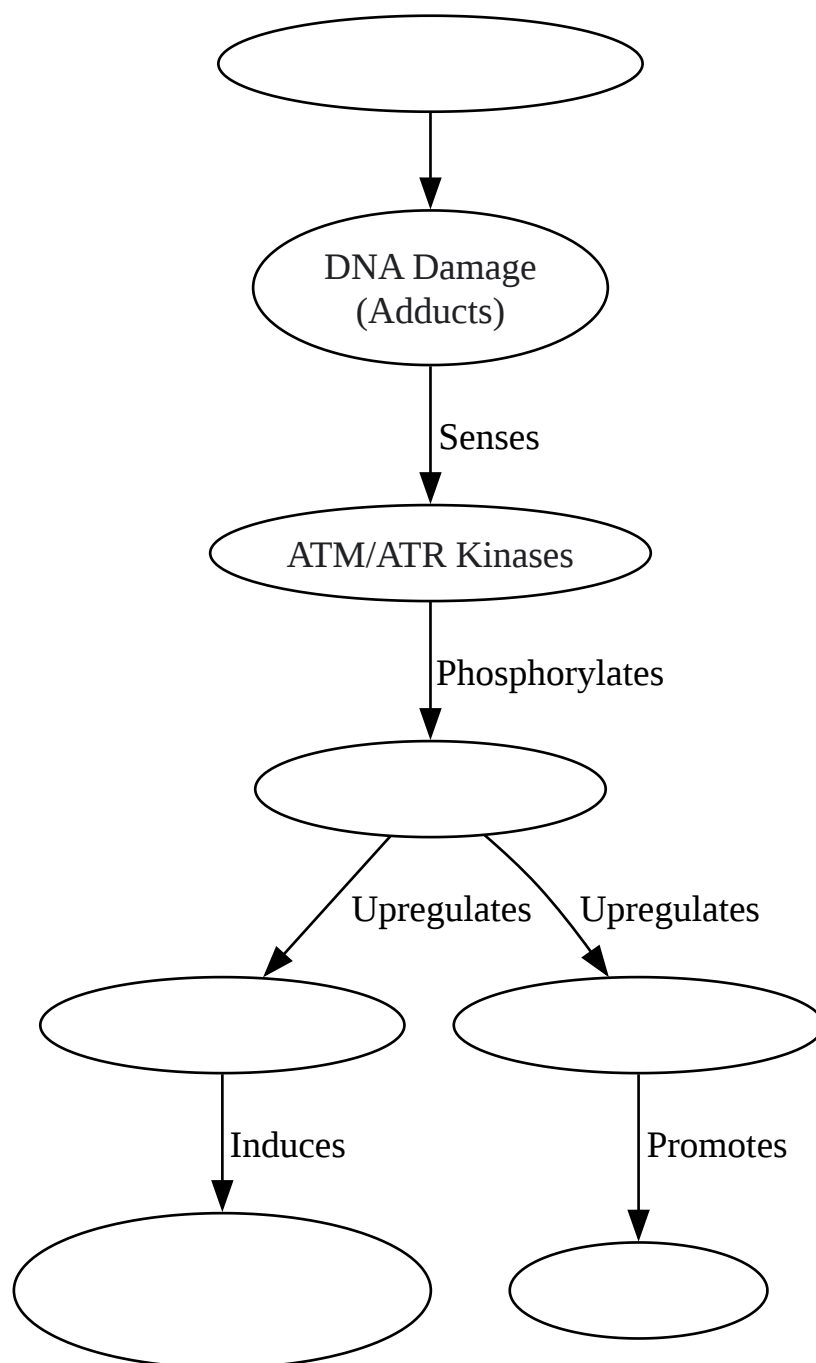 DNA Damage
(Adducts)
Senses
ATM/ATR Kinases
Phosphorylates
Upregulates
Upregulates
Induces
Promotes